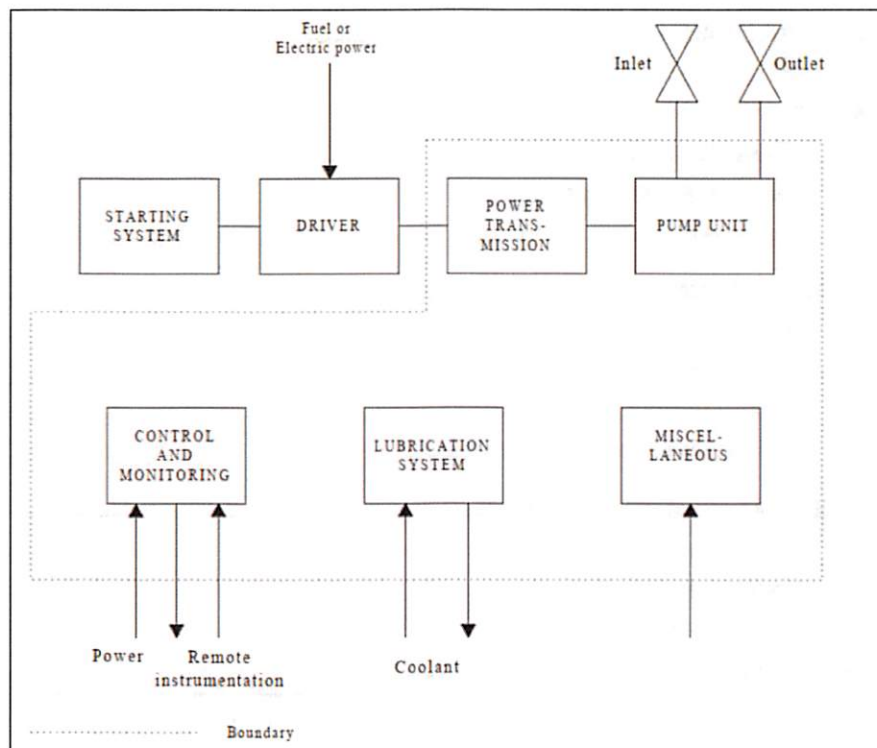 Fuel or
Electric power
Inlet
Outlet
STARTING
SYSTEM
DRIVER
POWER
TRANS-
MISSION
PUMP UNIT
CONTROL
AND
MONITORING
LUBRICATION
SYSTEM
MISCEL-
LANEOUS
Power
Remote
instrumentation
Coolant
Boundary